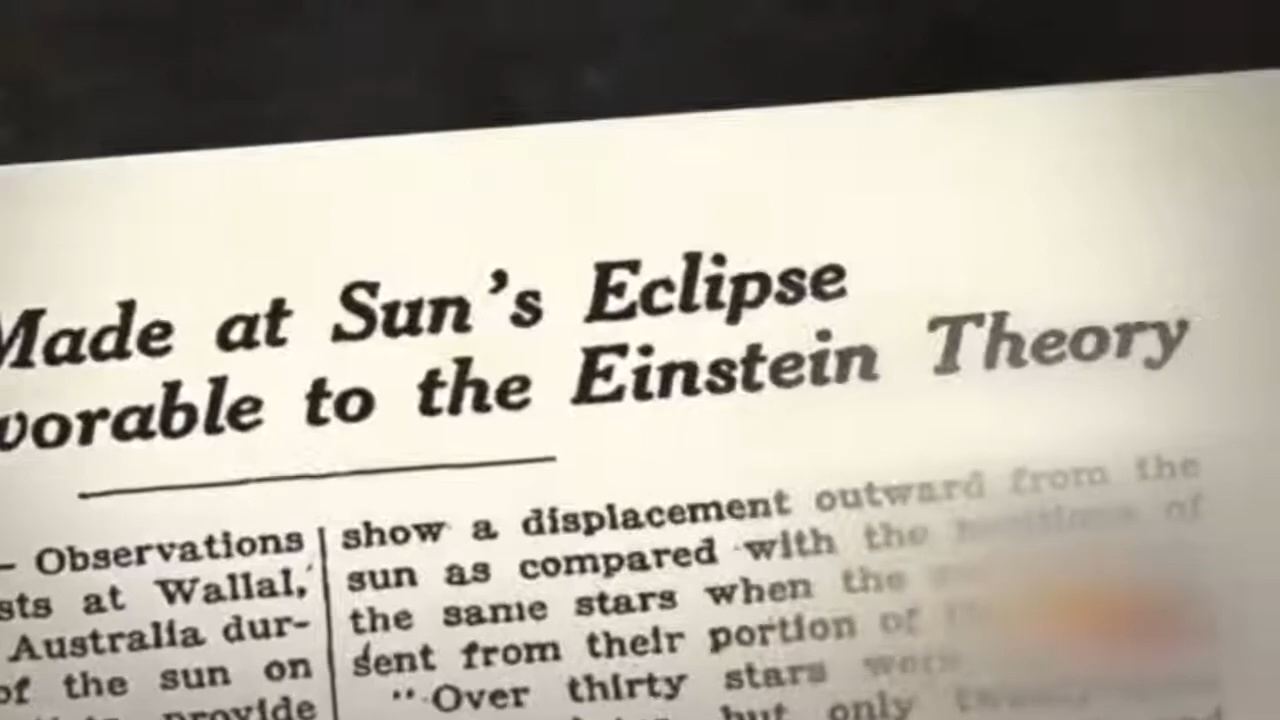 Made at Sun's Eclipse
vorable to the Einstein Theory
– Observations
sts at Wallal,
Australia dur-
of the sun on
provide
show a displacement outward from the
sun as compared with the of
the same stars when the
sent from their portion of
“ Over thirty stars were
but only